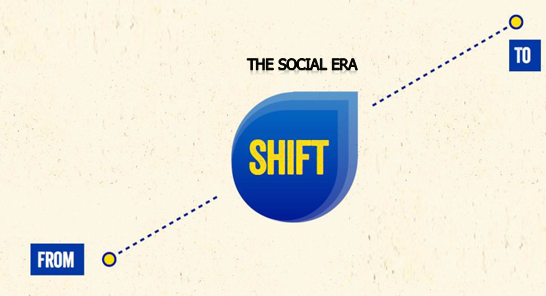 THE SOCIAL ERA
TO
SHIFT
FROM